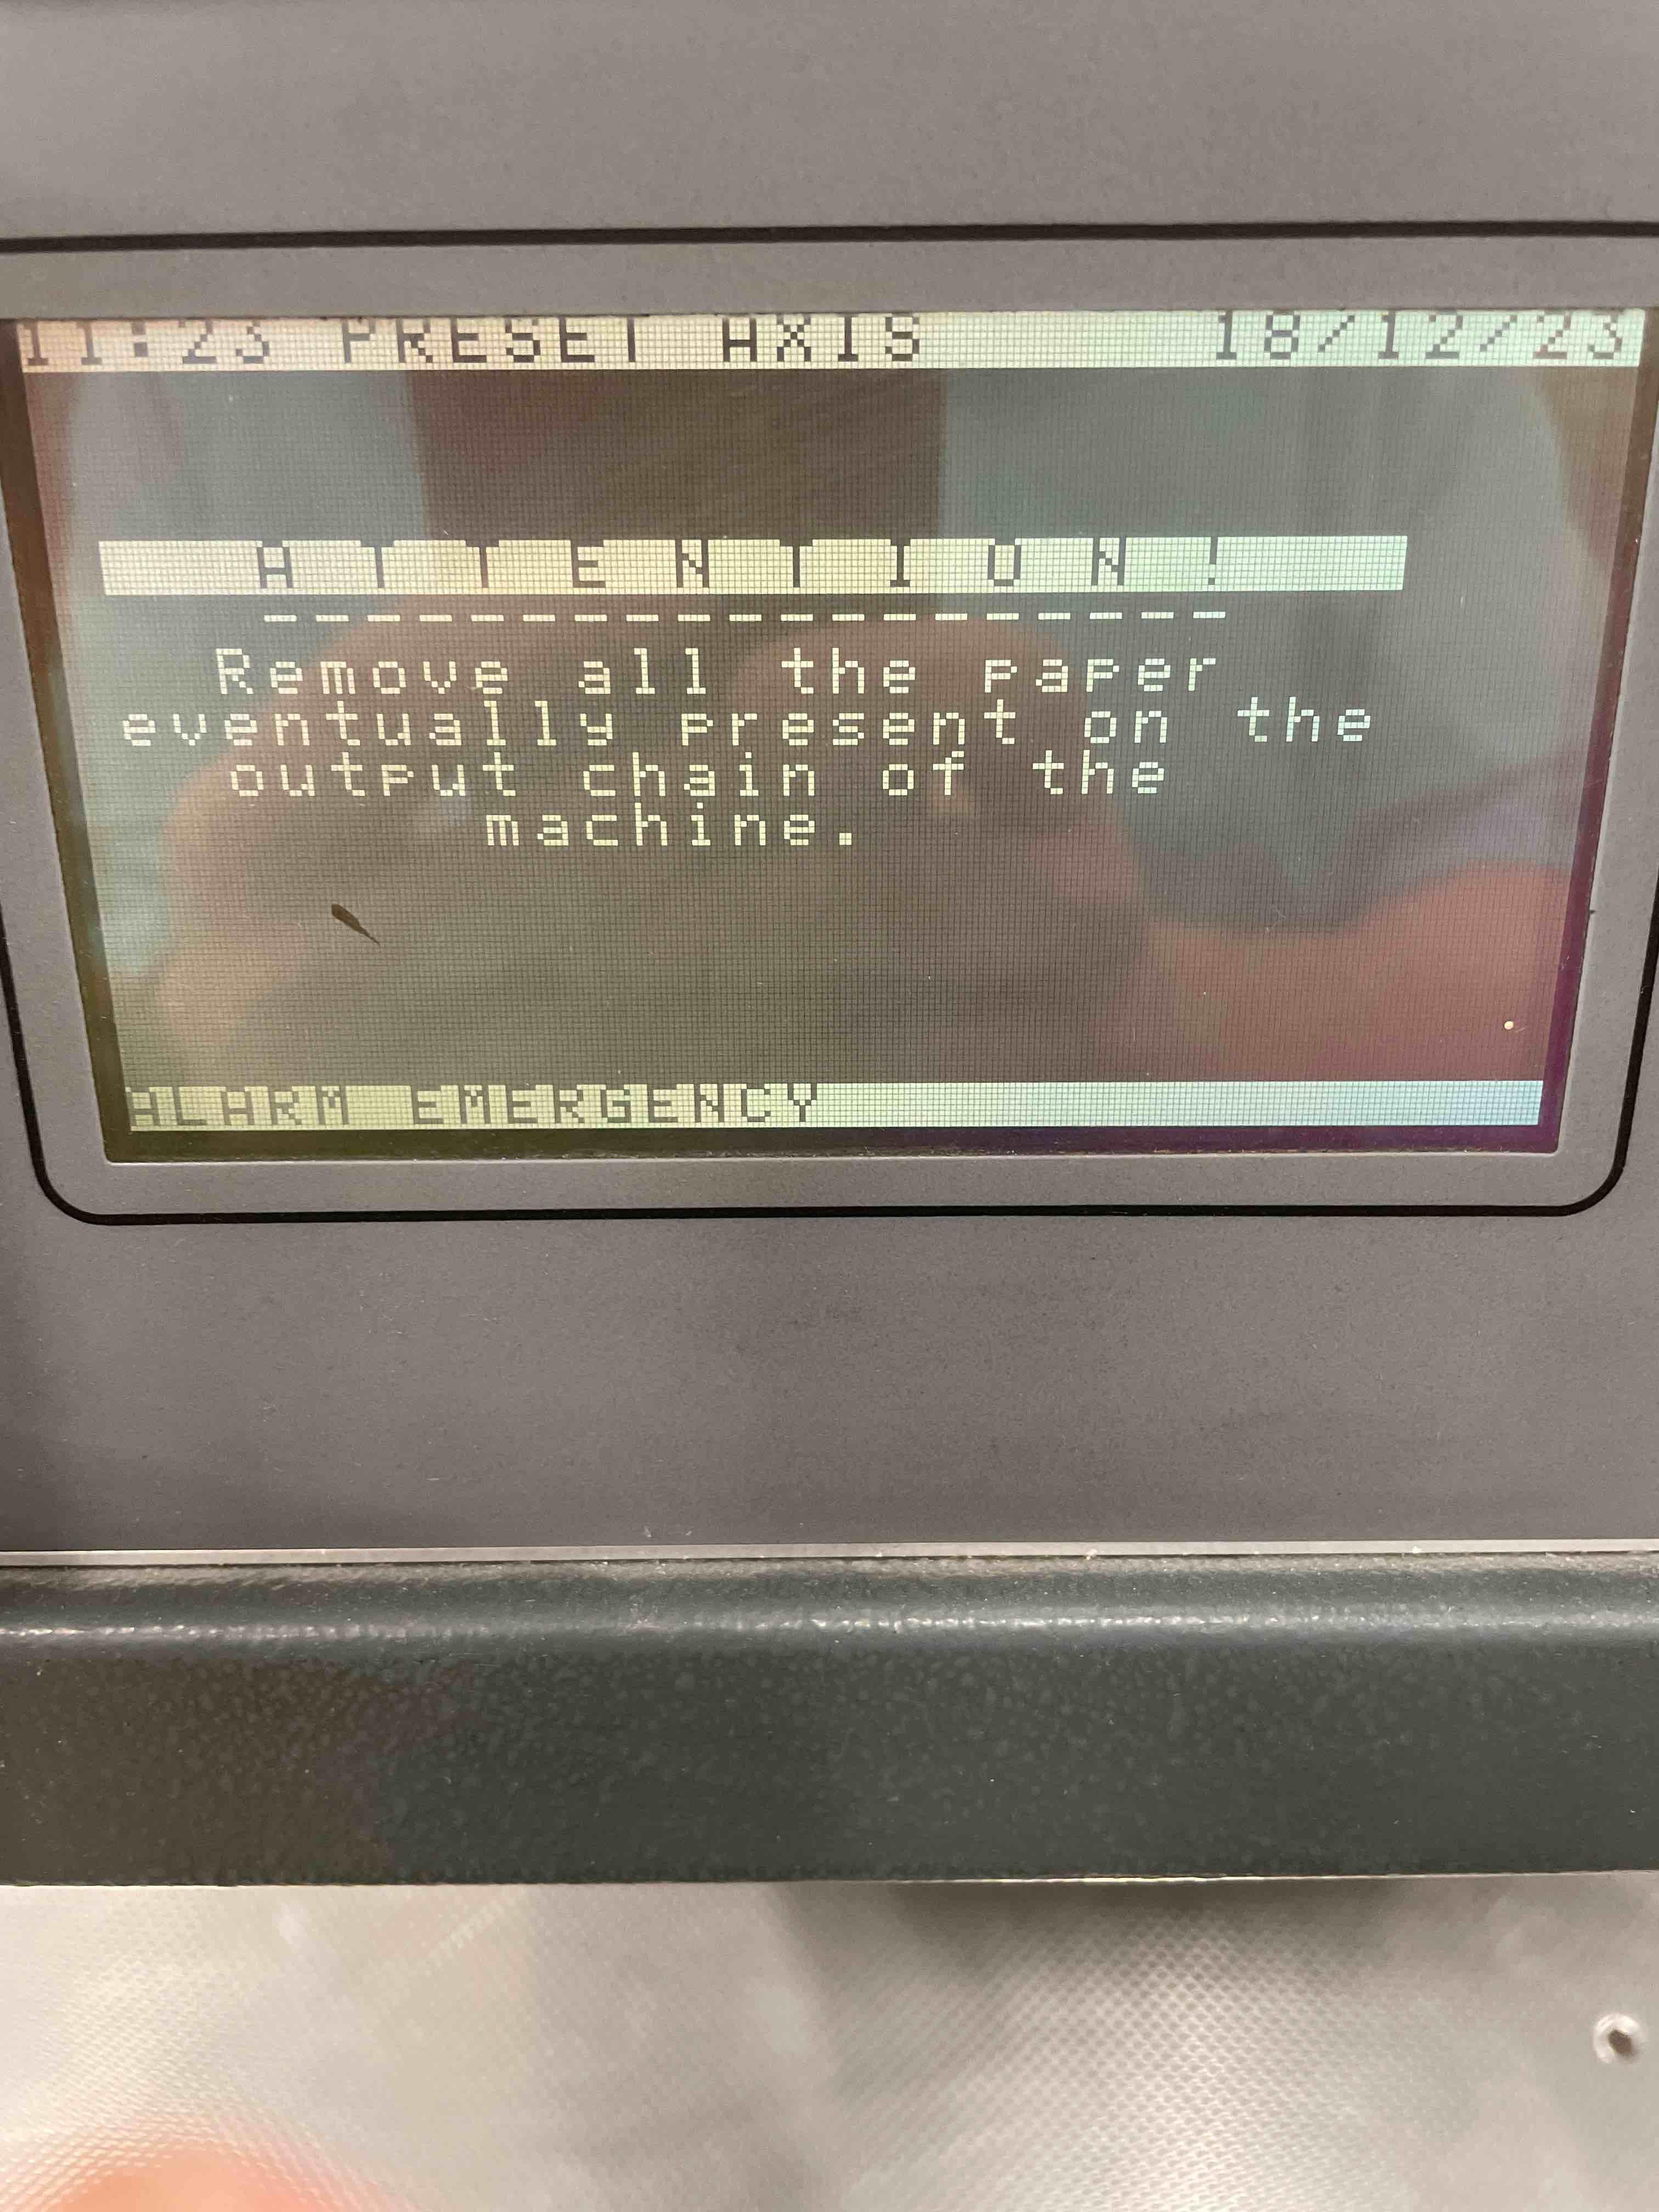 11:23 PRESET AXIS 18/12/23
A T T E N T I O N !
-------------------
Remove all the paper
eventually present on the
output chain of the
machine.
ALARM EMERGENCY